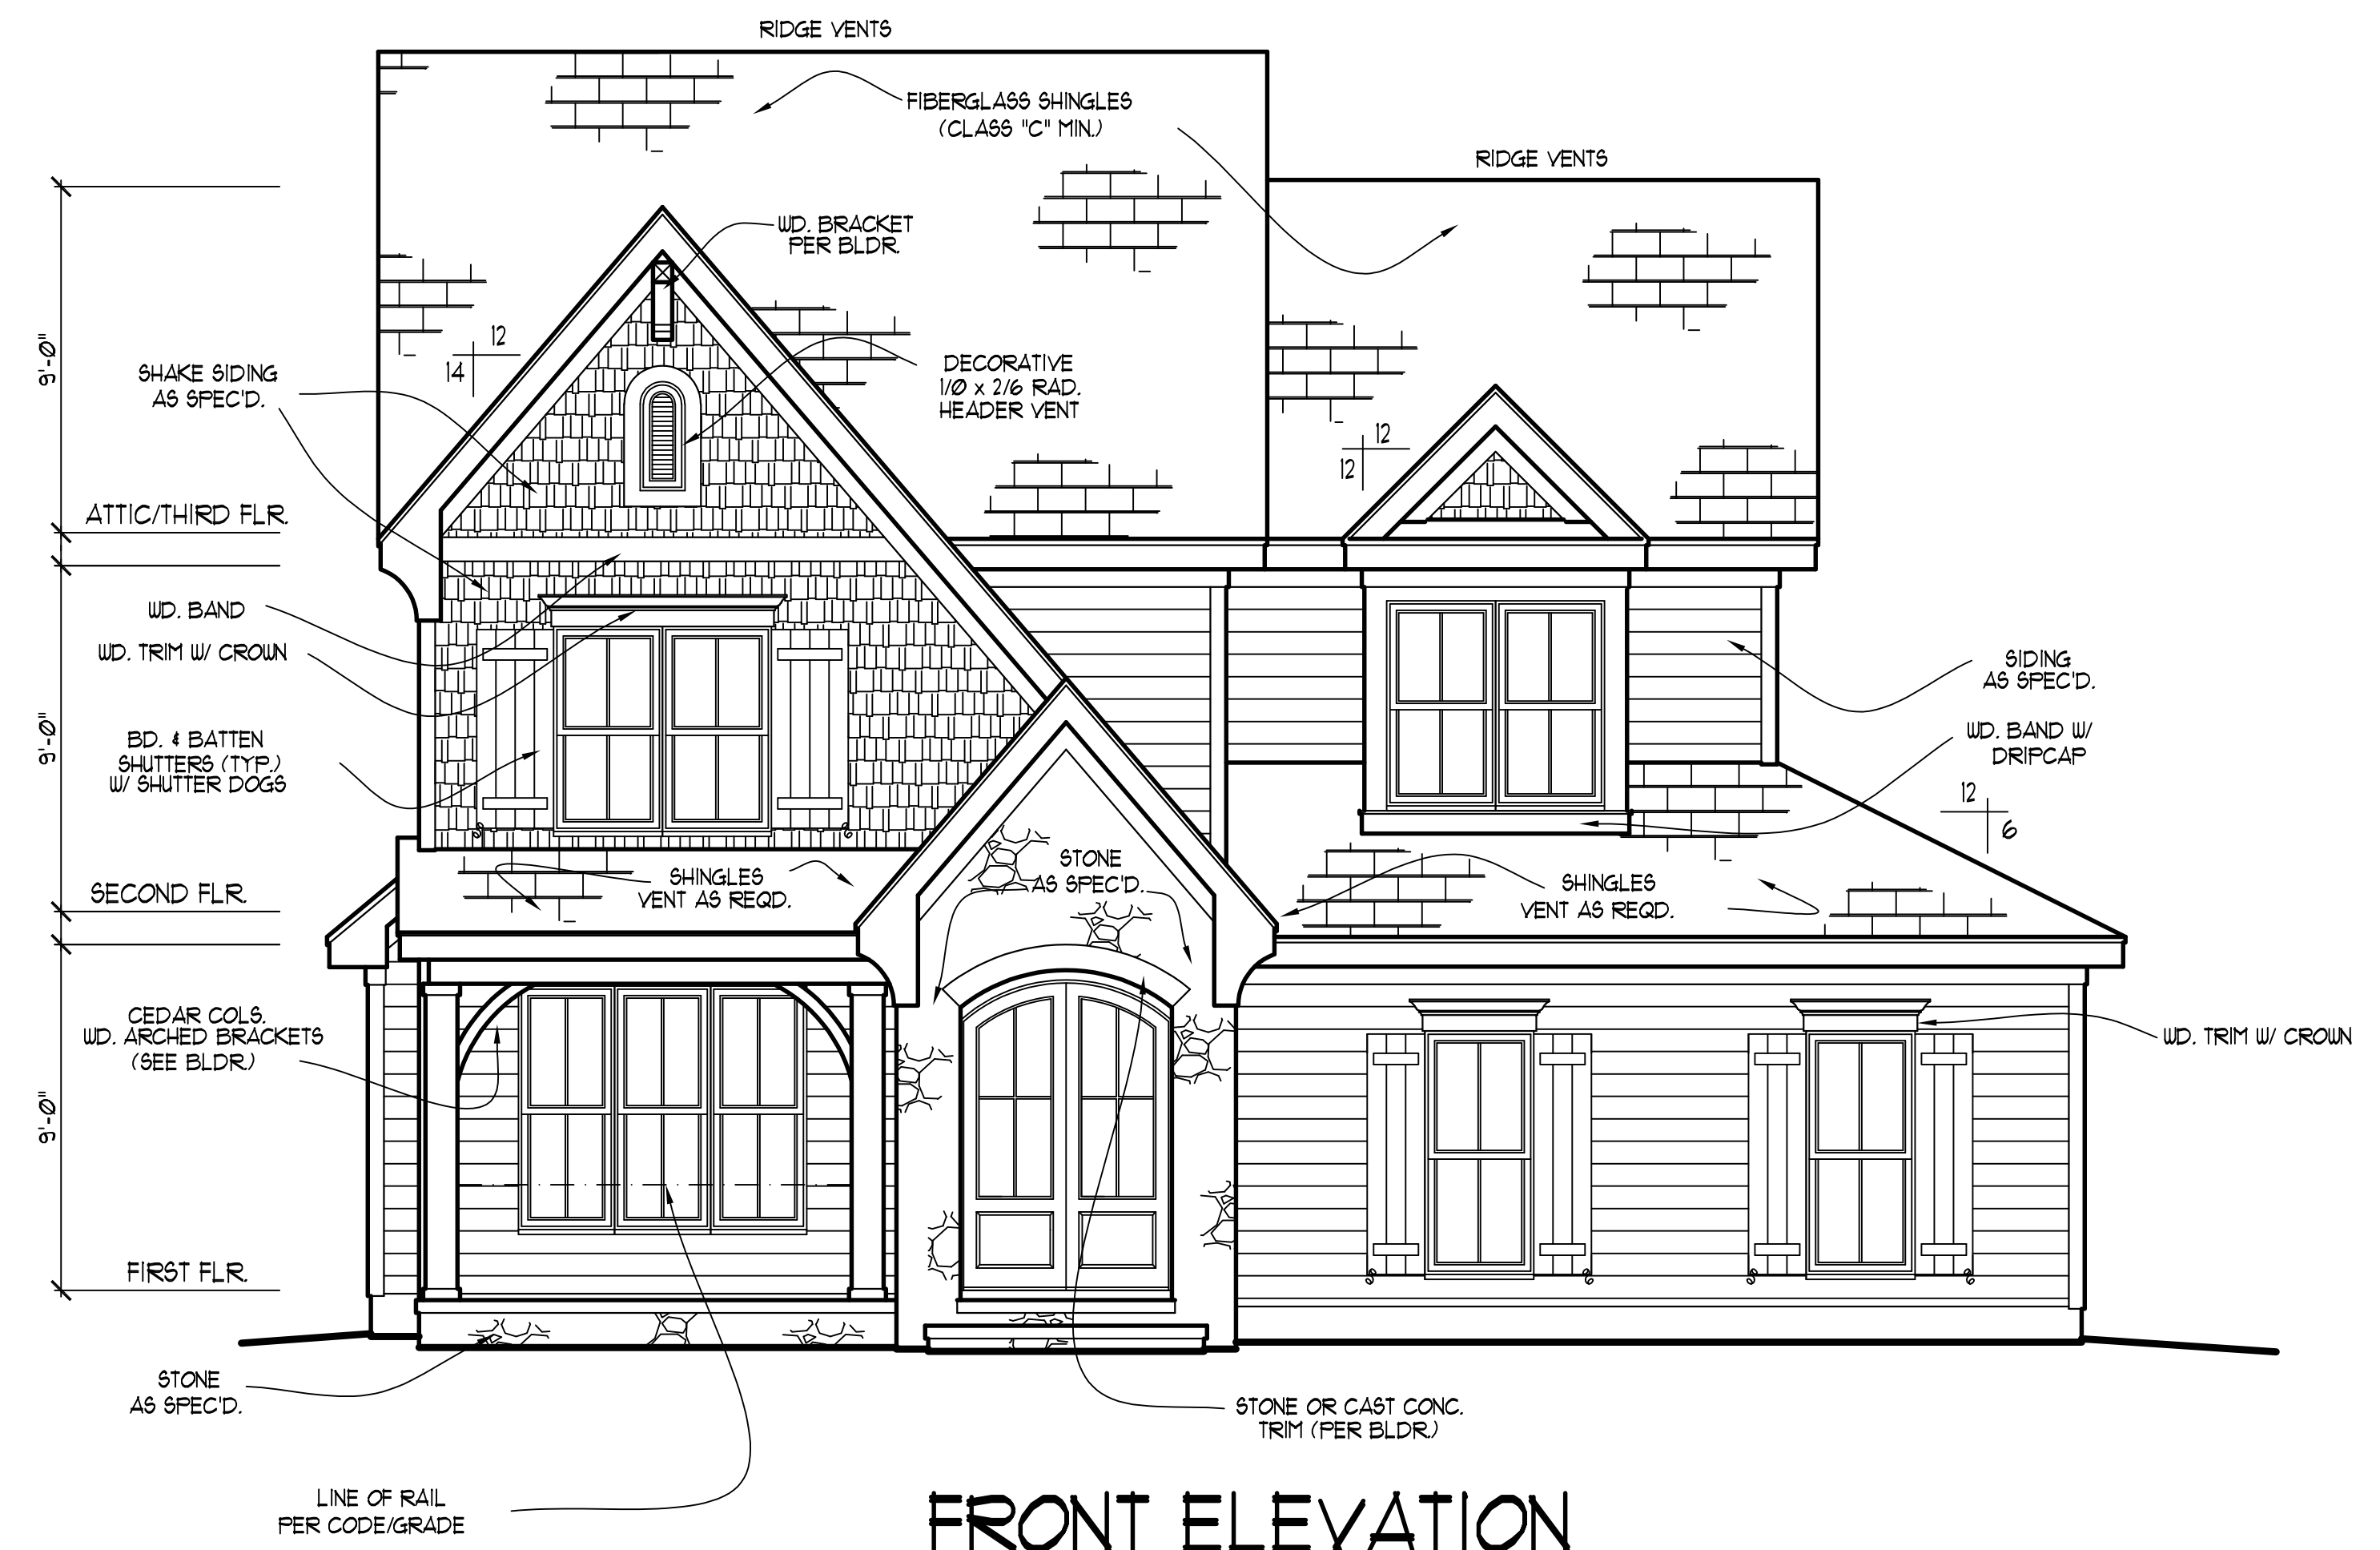 RIDGE VENTS
FIBERGLASS SHINGLES
(CLASS "C" MIN.)
RIDGE VENTS
WD. BRACKET
PER BLDR.
12
14
9'-0"
SHAKE SIDING
AS SPEC'D.
DECORATIVE
1/0 x 2/6 RAD.
HEADER VENT
12
12
ATTIC/THIRD FLR.
WD. BAND
WD. TRIM W/ CROWN
SIDING
AS SPEC'D.
9'-0"
BD. & BATTEN
SHUTTERS (TYP.)
W/ SHUTTER DOGS
WD. BAND W/
DRIPCAP
12
6
SECOND FLR.
SHINGLES
VENT AS REQD.
STONE
AS SPEC'D.
SHINGLES
VENT AS REQD.
CEDAR COLS.
WD. ARCHED BRACKETS
(SEE BLDR.)
WD. TRIM W/ CROWN
9'-0"
FIRST FLR.
STONE
AS SPEC'D.
STONE OR CAST CONC.
TRIM (PER BLDR.)
LINE OF RAIL
PER CODE/GRADE
FRONT ELEVATION